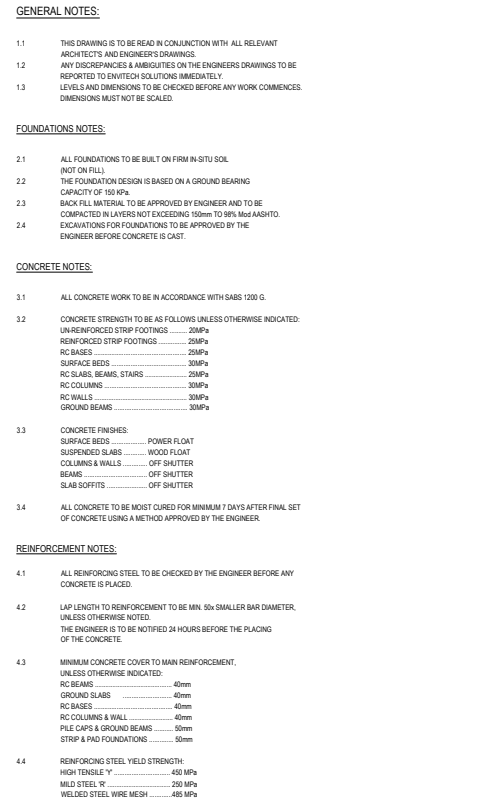 GENERAL NOTES:
1.1 THIS DRAWING IS TO BE READ IN CONJUNCTION WITH ALL RELEVANT
ARCHITECT'S AND ENGINEER'S DRAWINGS.
1.2 ANY DISCREPANCIES & AMBIGUITIES ON THE ENGINEERS DRAWINGS TO BE
REPORTED TO ENVITECH SOLUTIONS IMMEDIATELY.
1.3 LEVELS AND DIMENSIONS TO BE CHECKED BEFORE ANY WORK COMMENCES.
DIMENSIONS MUST NOT BE SCALED.
FOUNDATIONS NOTES:
2.1 ALL FOUNDATIONS TO BE BUILT ON FIRM IN-SITU SOIL
(NOT ON FILL).
2.2 THE FOUNDATION DESIGN IS BASED ON A GROUND BEARING
CAPACITY OF 150 KPa.
2.3 BACK FILL MATERIAL TO BE APPROVED BY ENGINEER AND TO BE
COMPACTED IN LAYERS NOT EXCEEDING 150mm TO 98% Mod AASHTO.
2.4 EXCAVATIONS FOR FOUNDATIONS TO BE APPROVED BY THE
ENGINEER BEFORE CONCRETE IS CAST.
CONCRETE NOTES:
3.1 ALL CONCRETE WORK TO BE IN ACCORDANCE WITH SABS 1200 G.
3.2 CONCRETE STRENGTH TO BE AS FOLLOWS UNLESS OTHERWISE INDICATED:
UN-REINFORCED STRIP FOOTINGS ......... 20MPa
REINFORCED STRIP FOOTINGS ............... 25MPa
RC BASES ................................................. 25MPa
SURFACE BEDS ........................................ 30MPa
RC SLABS, BEAMS, STAIRS ..................... 25MPa
RC COLUMNS ........................................... 30MPa
RC WALLS ................................................ 30MPa
GROUND BEAMS ...................................... 30MPa
3.3 CONCRETE FINISHES:
SURFACE BEDS .................. POWER FLOAT
SUSPENDED SLABS ............ WOOD FLOAT
COLUMNS & WALLS ............. OFF SHUTTER
BEAMS ................................. OFF SHUTTER
SLAB SOFFITS ..................... OFF SHUTTER
3.4 ALL CONCRETE TO BE MOIST CURED FOR MINIMUM 7 DAYS AFTER FINAL SET
OF CONCRETE USING A METHOD APPROVED BY THE ENGINEER.
REINFORCEMENT NOTES:
4.1 ALL REINFORCING STEEL TO BE CHECKED BY THE ENGINEER BEFORE ANY
CONCRETE IS PLACED.
4.2 LAP LENGTH TO REINFORCEMENT TO BE MIN. 50x SMALLER BAR DIAMETER,
UNLESS OTHERWISE NOTED.
THE ENGINEER IS TO BE NOTIFIED 24 HOURS BEFORE THE PLACING
OF THE CONCRETE.
4.3 MINIMUM CONCRETE COVER TO MAIN REINFORCEMENT,
UNLESS OTHERWISE INDICATED:
RC BEAMS ........................................ 40mm
GROUND SLABS .......................... 40mm
RC BASES ........................................ 40mm
RC COLUMNS & WALL ..................... 40mm
PILE CAPS & GROUND BEAMS .......... 50mm
STRIP & PAD FOUNDATIONS ............. 50mm
4.4 REINFORCING STEEL YIELD STRENGTH:
HIGH TENSILE 'Y' ............................ 450 MPa
MILD STEEL 'R' ................................ 250 MPa
WELDED STEEL WIRE MESH ............485 MPa